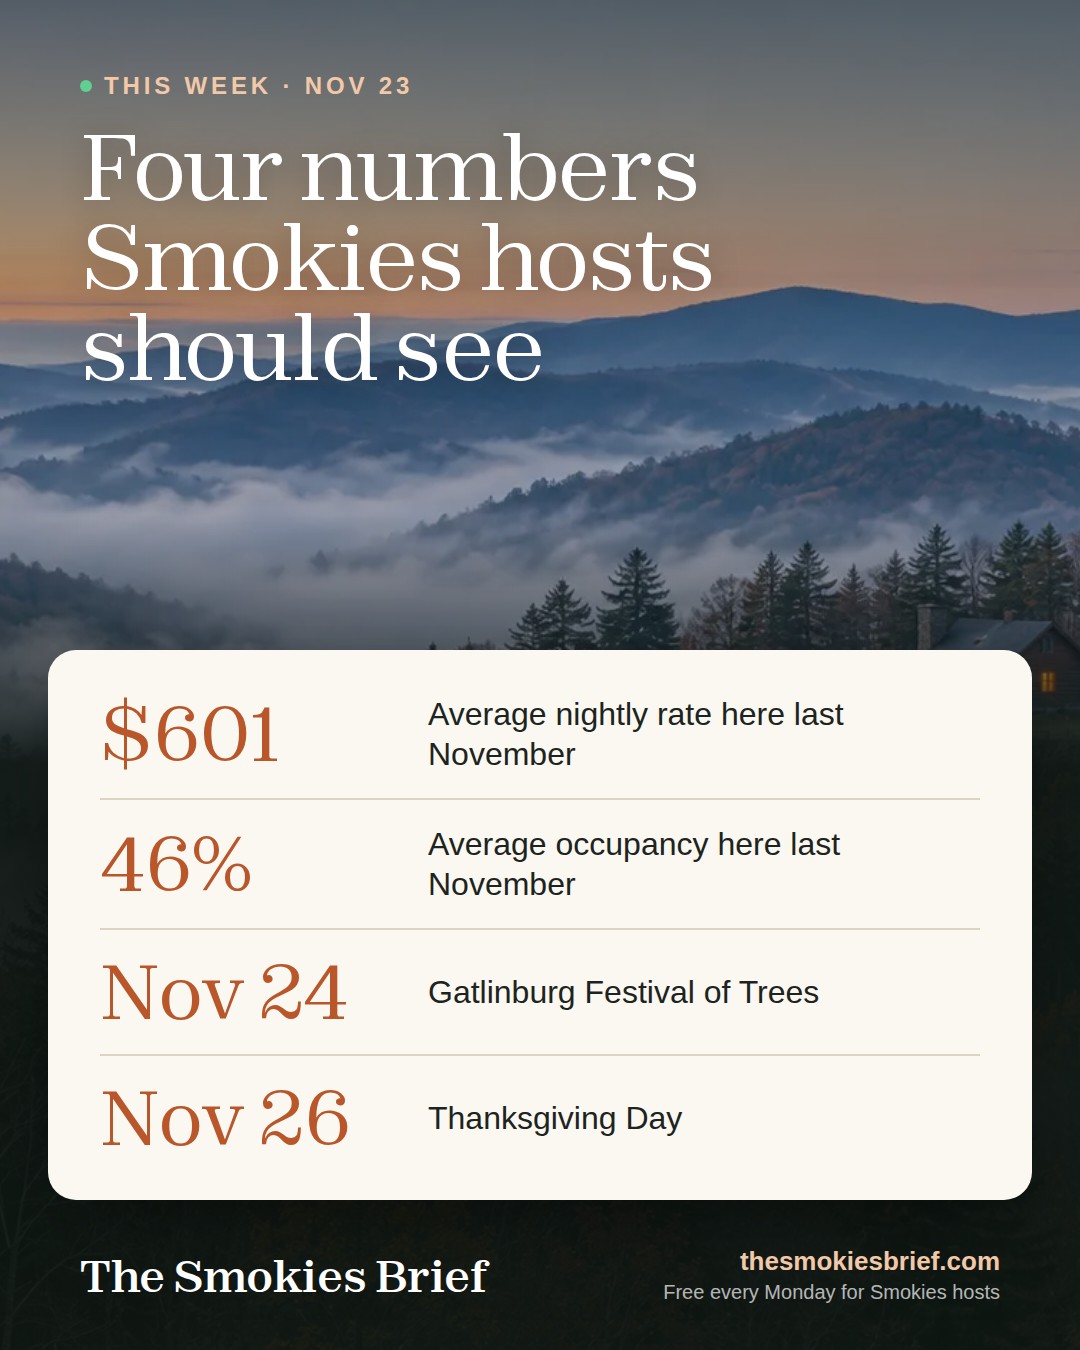 THIS WEEK · NOV 23
Four numbers
Smokies hosts
should see
$601
Average nightly rate here last
November
46%
Average occupancy here last
November
Nov 24
Gatlinburg Festival of Trees
Nov 26
Thanksgiving Day
The Smokies Brief
thesmokiesbrief.com
Free every Monday for Smokies hosts